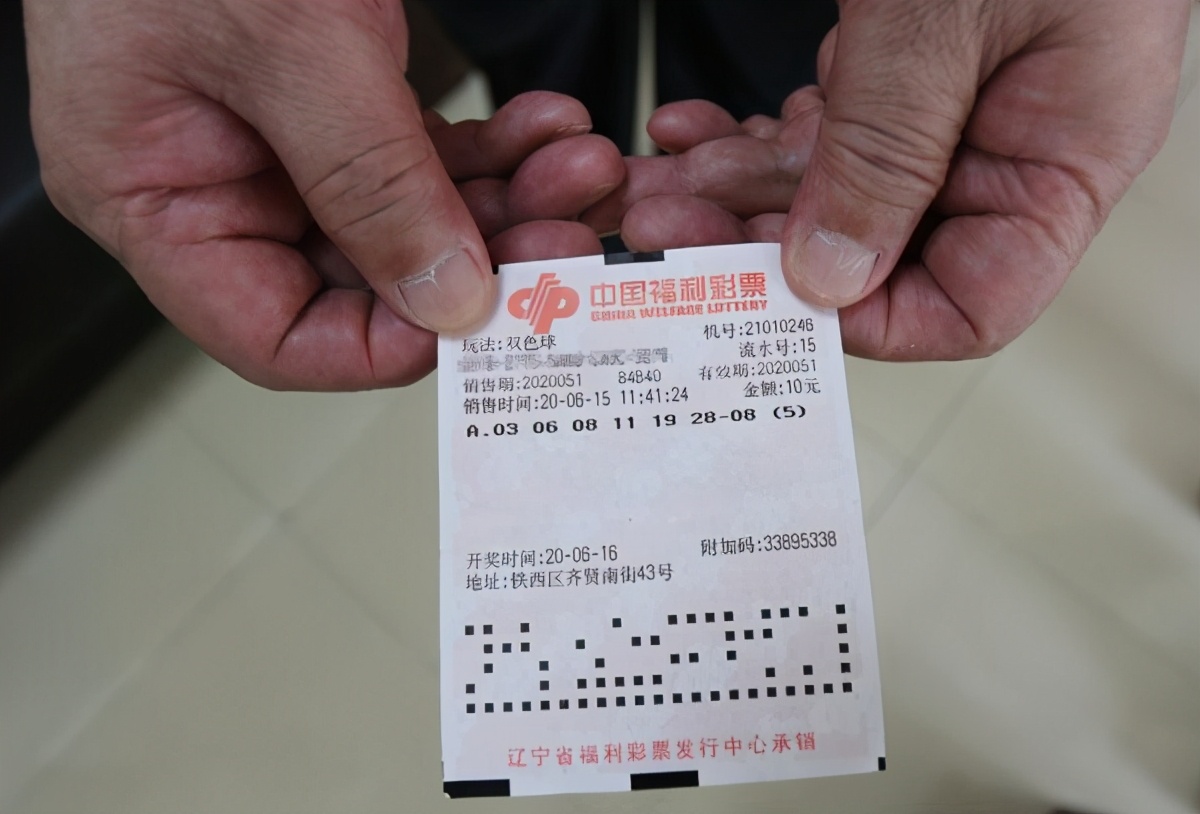 中国福利彩票
CHINA WELFARE LOTTERY
玩法:双色球 机号:21010246
流水号:15
销售期:2020051 84840 有效期:2020051
销售时间:20-06-15 11:41:24 金额:10元
A.03 06 08 11 19 28-08 (5)
开奖时间:20-06-16 附加码:33895338
地址:铁西区齐贤南街43号
辽宁省福利彩票发行中心承销